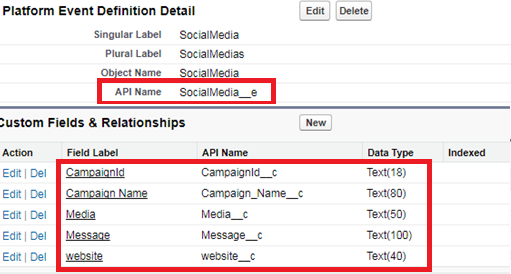 Platform Event Definition Detail Edit Delete
Singular Label SocialMedia
Plural Label SocialMedias
Object Name SocialMedia
API Name SocialMedia__e
Custom Fields & Relationships New
Action Field Label API Name Data Type Indexed
Edit | Del CampaignId CampaignId__c Text(18)
Edit | Del Campaign Name Campaign_Name__c Text(80)
Edit | Del Media Media__c Text(50)
Edit | Del Message Message__c Text(100)
Edit | Del website website__c Text(40)